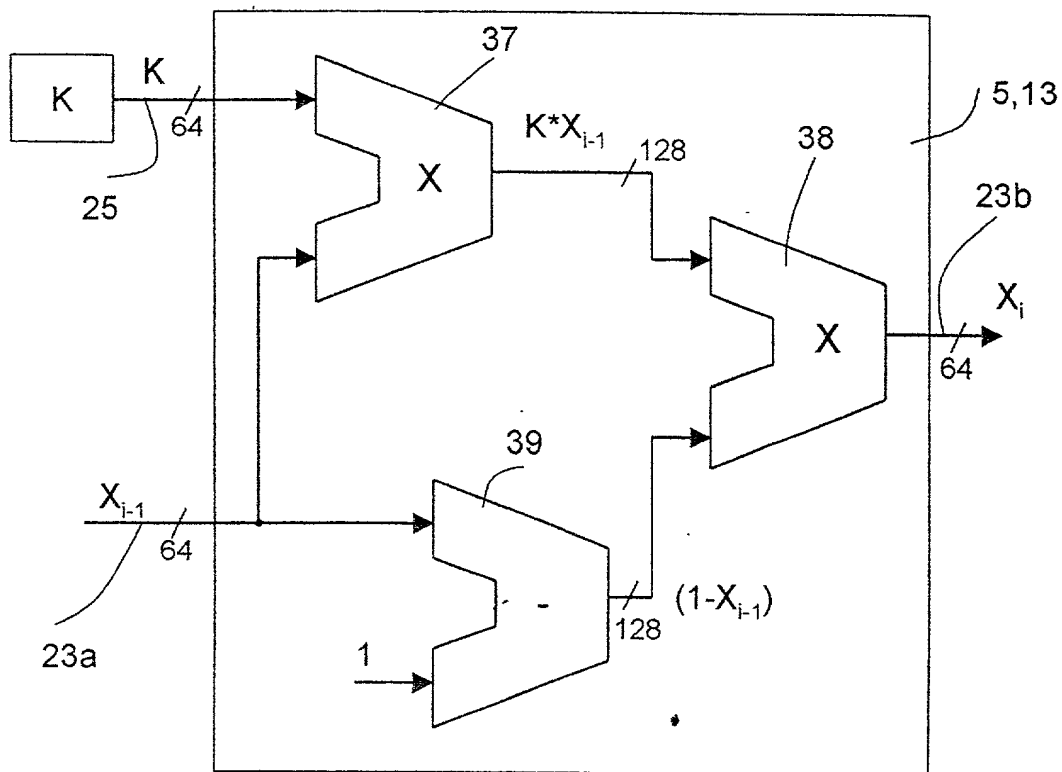 37
K
K
64
5,13
K*X_{i-1}
128
38
25
X
23b
X_i
X
64
39
X_{i-1}
64
-
(1-X_{i-1})
128
23a
1